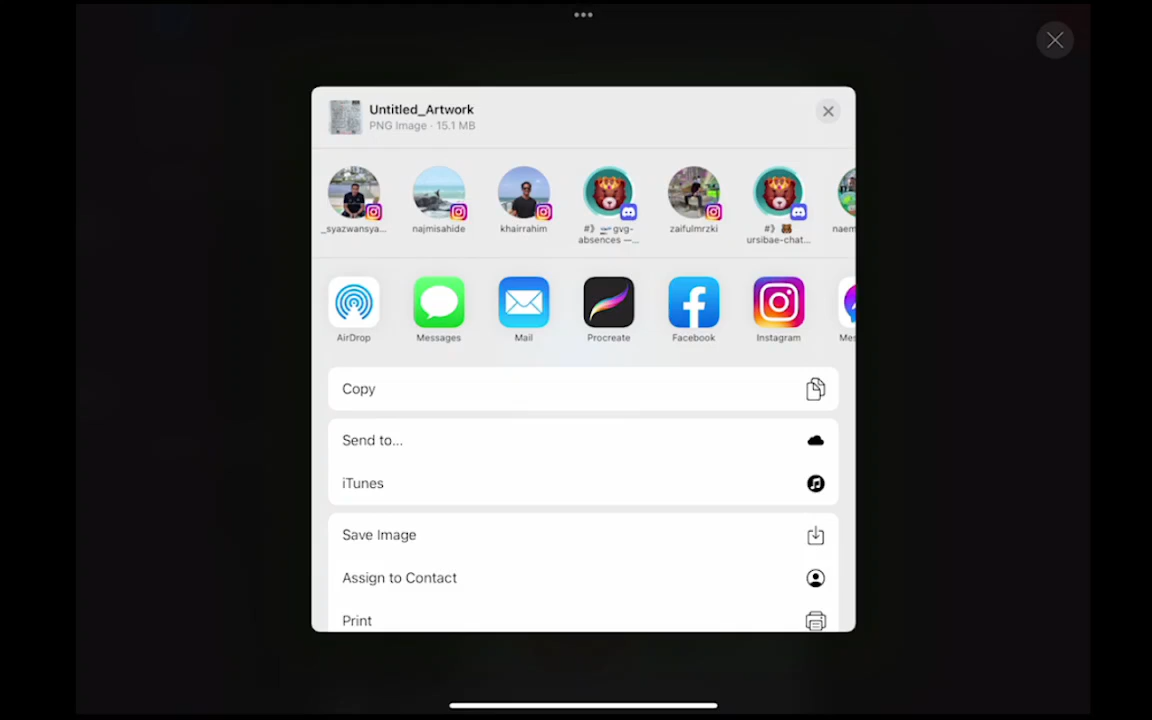 Untitled_Artwork
PNG Image · 15.1 MB
_syazwansya...
najmisahide
khairrahim
#》 gvg-
absences —...
zaifulmrzki
#》
ursibae-chat...
naem
AirDrop
Messages
Mail
Procreate
Facebook
Instagram
Mes
Copy
Send to...
iTunes
Save Image
Assign to Contact
Print